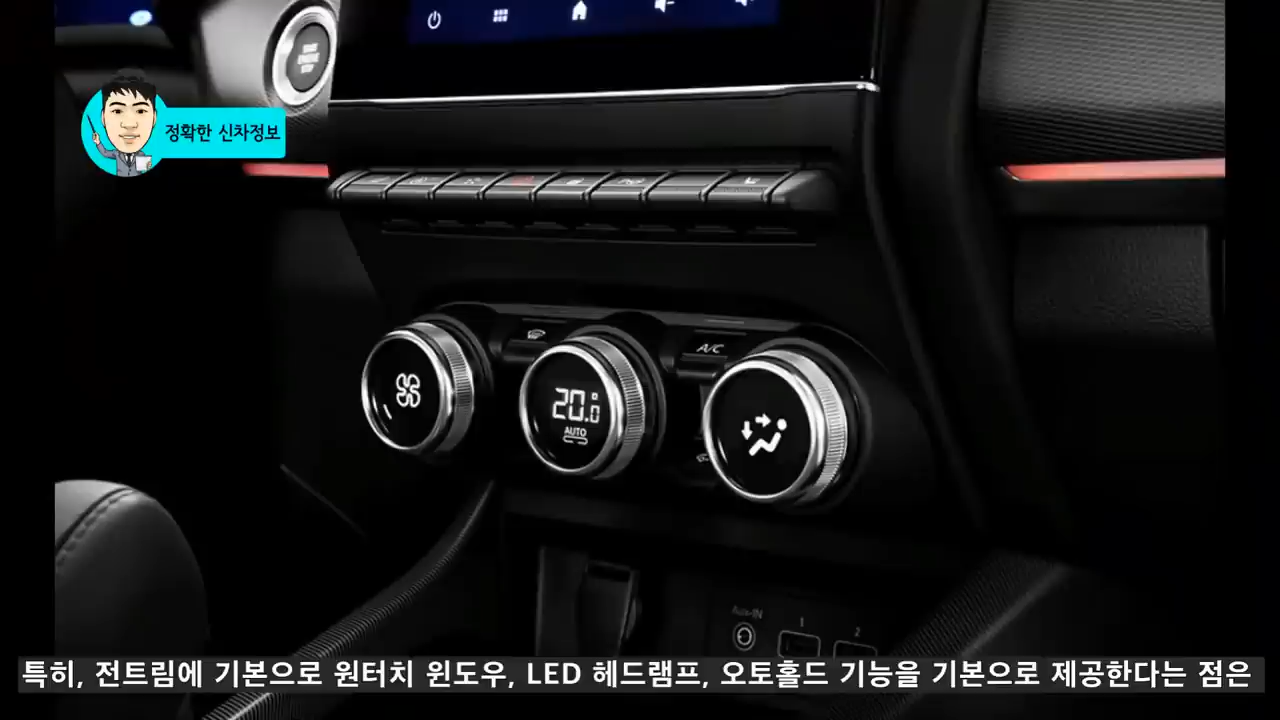 정확한 신차정보
A/C
20.0
AUTO
Aux-IN
1
2
특히, 전트림에 기본으로 원터치 윈도우, LED 헤드램프, 오토홀드 기능을 기본으로 제공한다는 점은